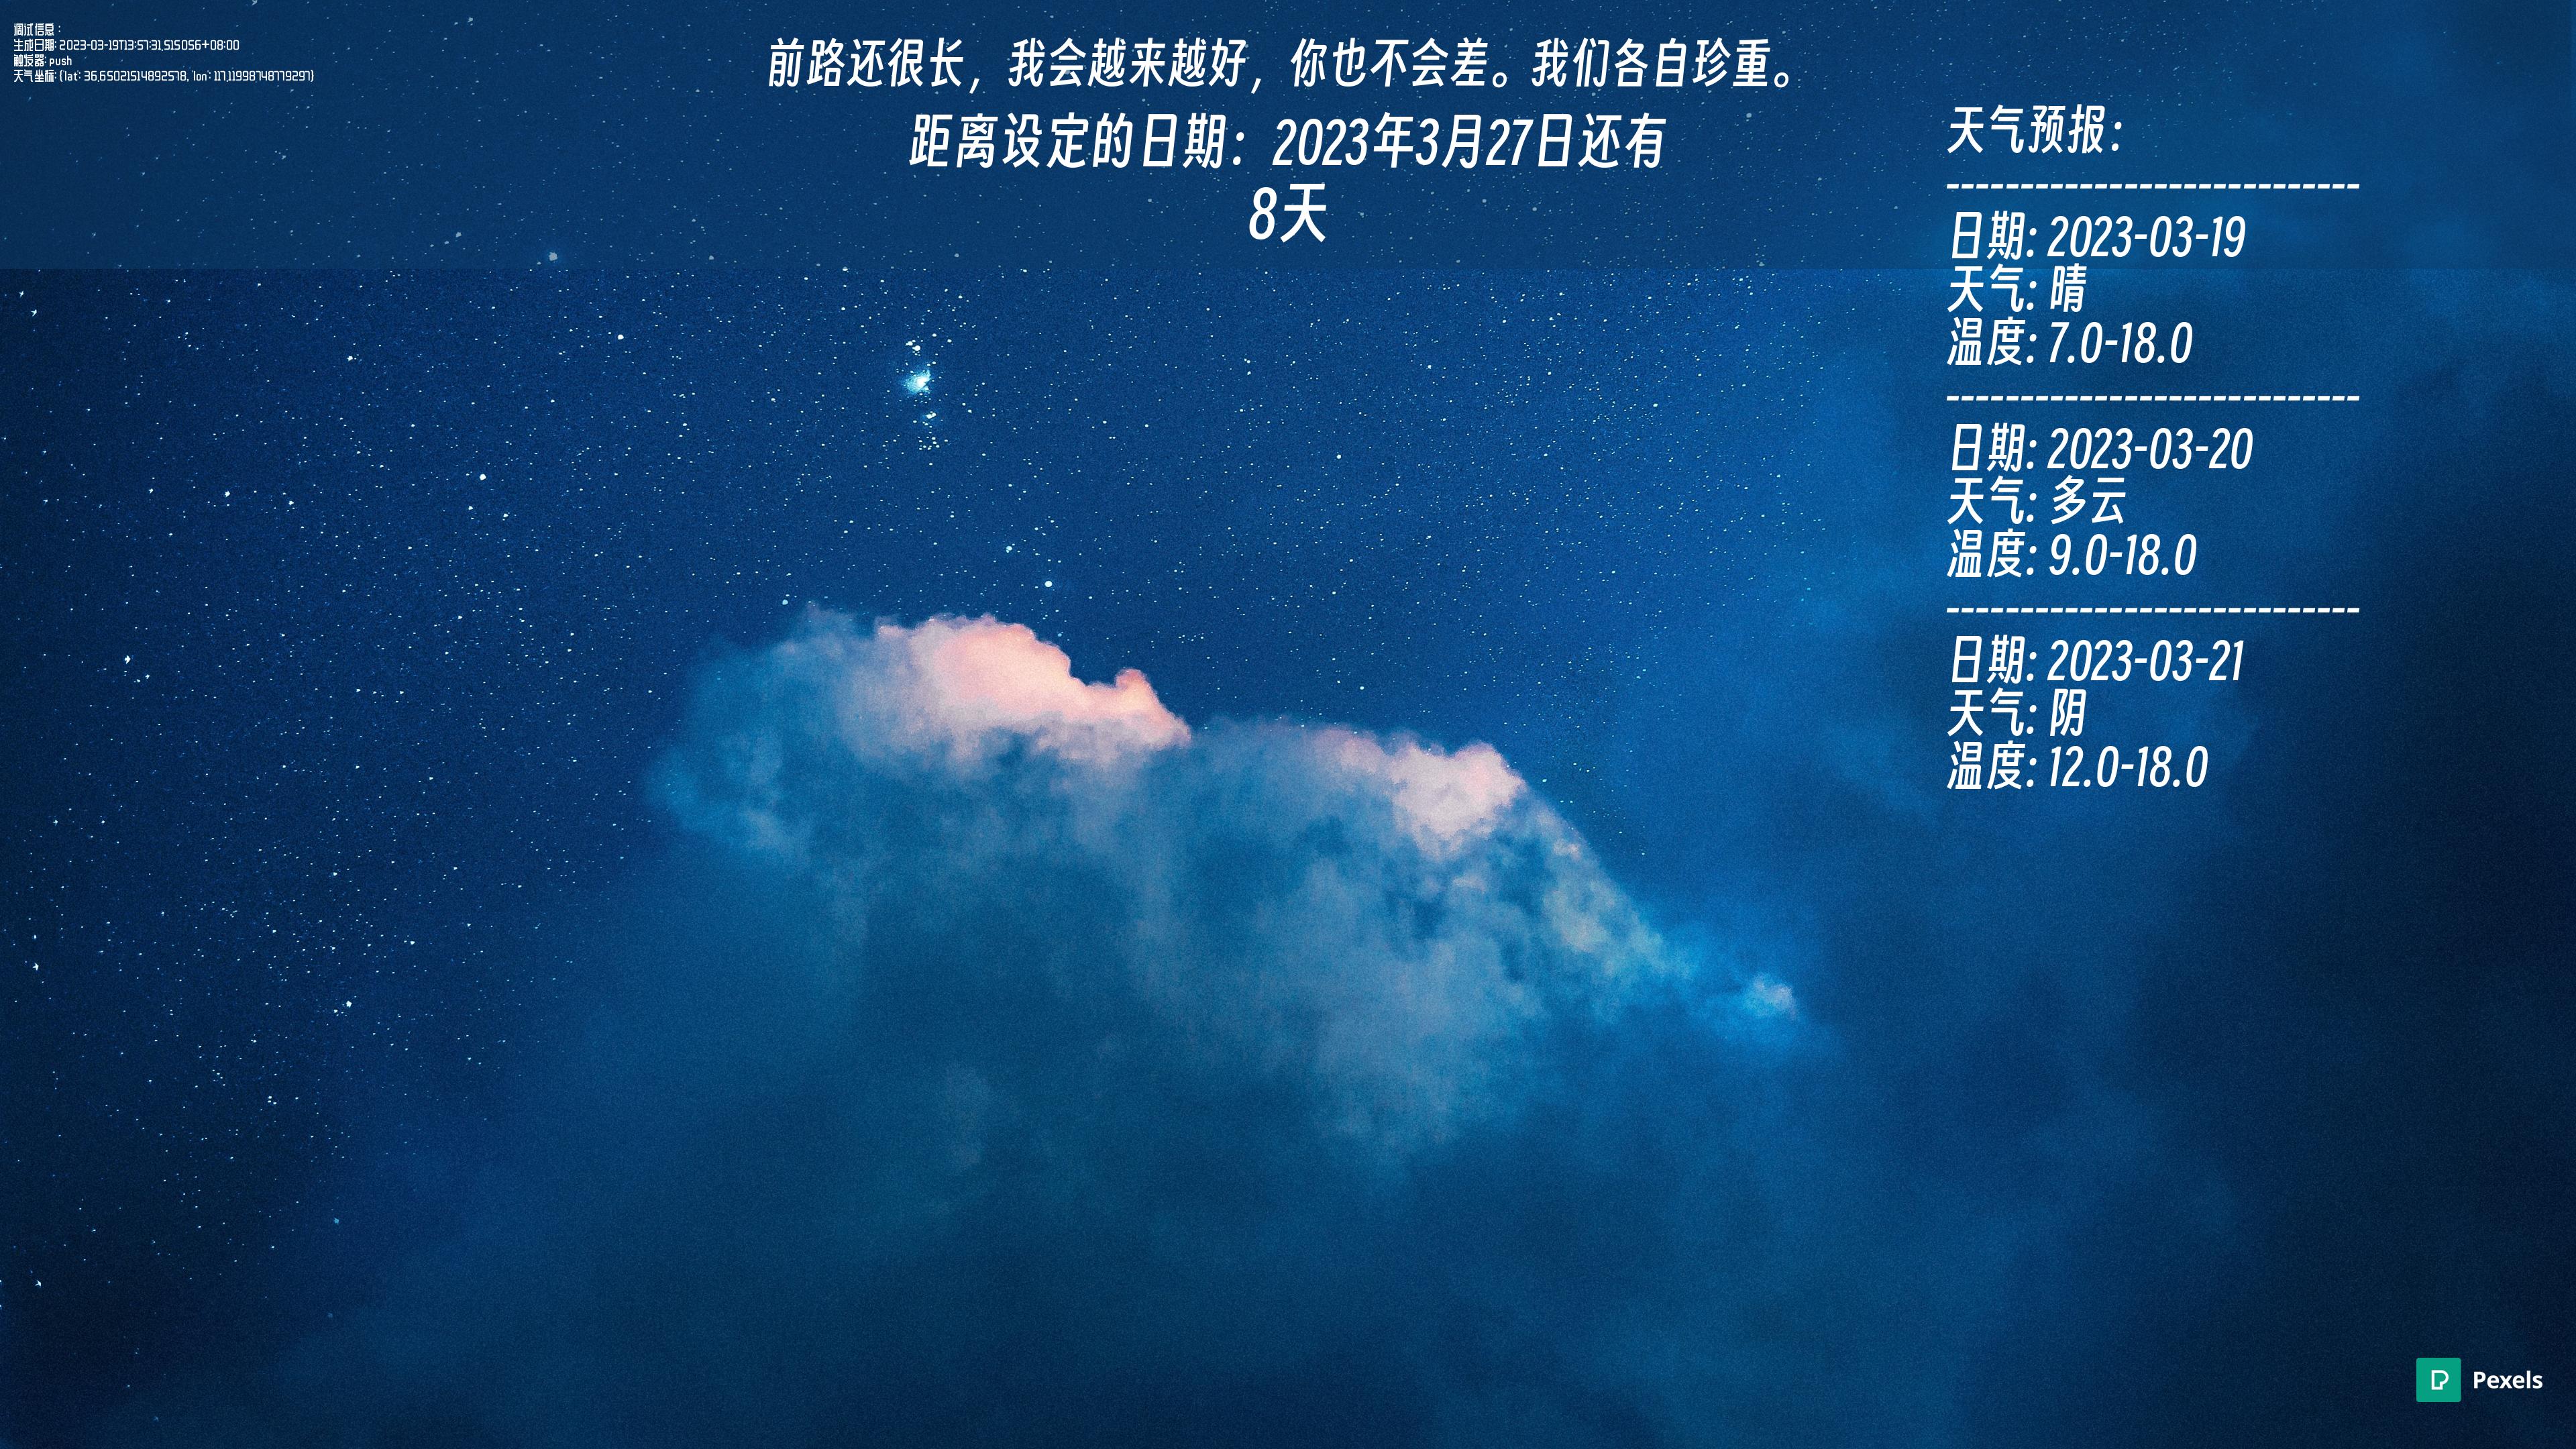 调试信息：
生成日期: 2023-03-19T13:57:31.515056+08:00
触发器: push
天气坐标: {'lat': 36.65021514892578, 'lon': 117.11998748779297}
前路还很长，我会越来越好，你也不会差。我们各自珍重。
距离设定的日期：2023年3月27日还有
8天
天气预报：
----------------------------
日期: 2023-03-19
天气: 晴
温度: 7.0-18.0
----------------------------
日期: 2023-03-20
天气: 多云
温度: 9.0-18.0
----------------------------
日期: 2023-03-21
天气: 阴
温度: 12.0-18.0
Pexels